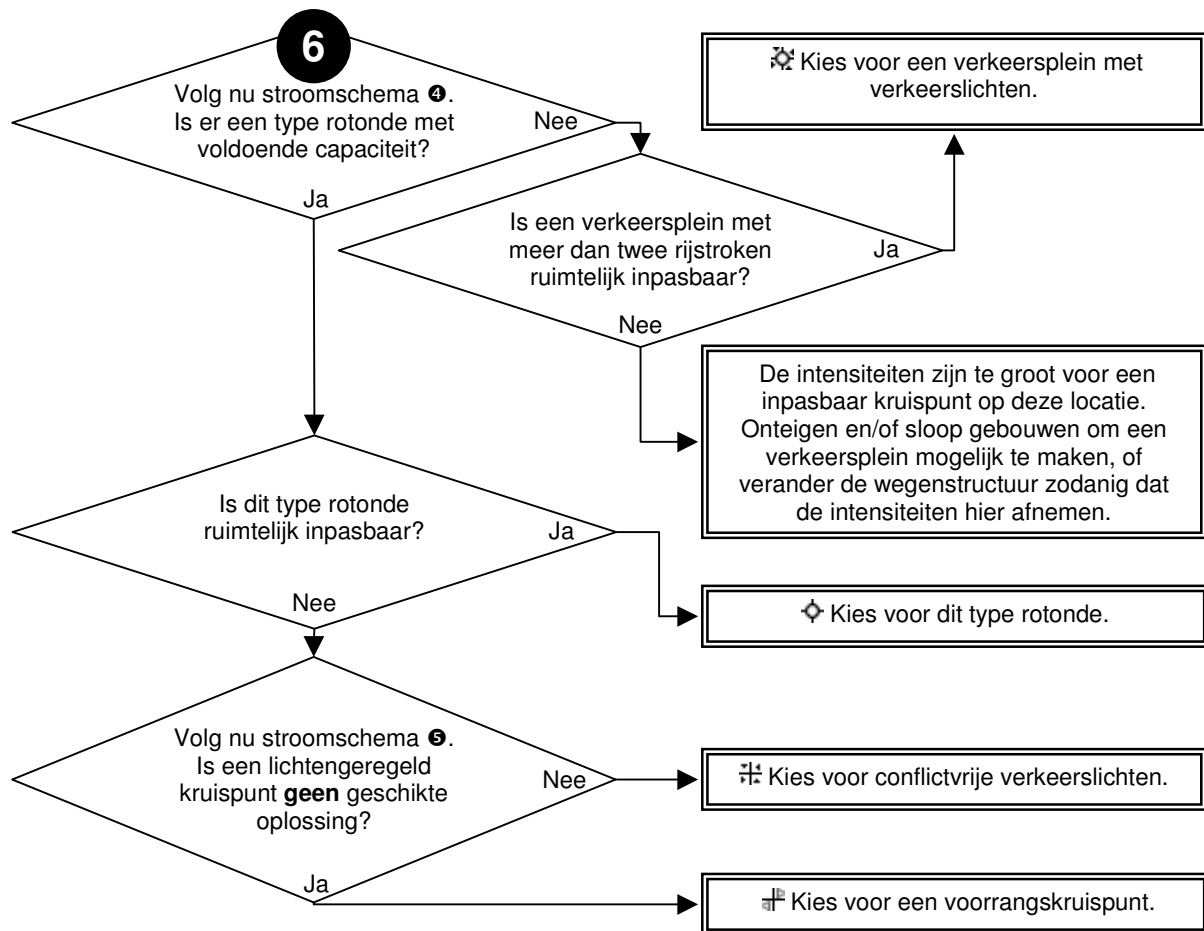 6
Volg nu stroomschema ❹.
Is er een type rotonde met
voldoende capaciteit?
Nee
Ja
Kies voor een verkeersplein met
verkeerslichten.
Is een verkeersplein met
meer dan twee rijstroken
ruimtelijk inpasbaar?
Ja
Nee
De intensiteiten zijn te groot voor een
inpasbaar kruispunt op deze locatie.
Onteigen en/of sloop gebouwen om een
verkeersplein mogelijk te maken, of
verander de wegenstructuur zodanig dat
de intensiteiten hier afnemen.
Is dit type rotonde
ruimtelijk inpasbaar?
Ja
Nee
Kies voor dit type rotonde.
Volg nu stroomschema ❺.
Is een lichtengeregeld
kruispunt geen geschikte
oplossing?
Nee
Ja
Kies voor conflictvrije verkeerslichten.
Kies voor een voorrangskruispunt.